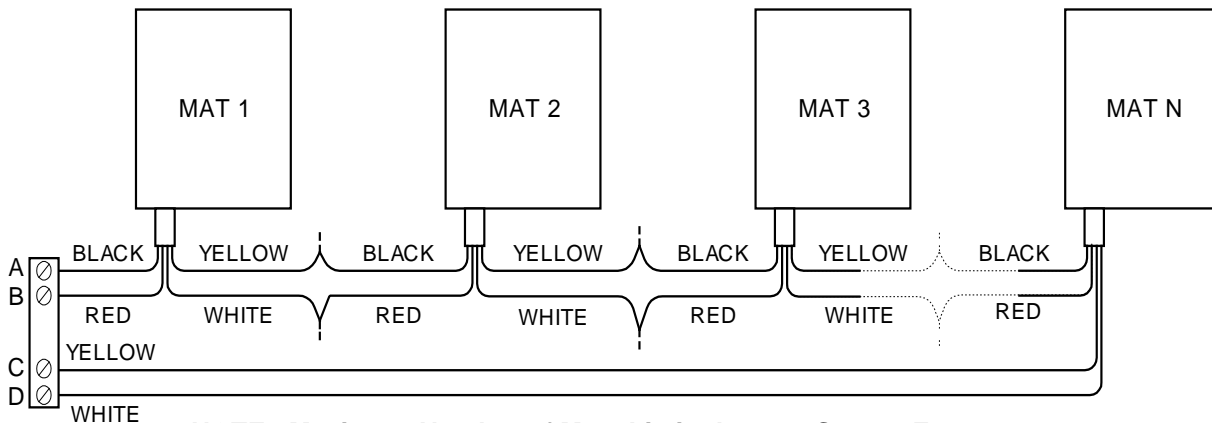 MAT 1
MAT 2
MAT 3
MAT N
BLACK YELLOW BLACK YELLOW BLACK YELLOW BLACK
A
B
RED WHITE RED WHITE RED WHITE RED
YELLOW
C
D
WHITE